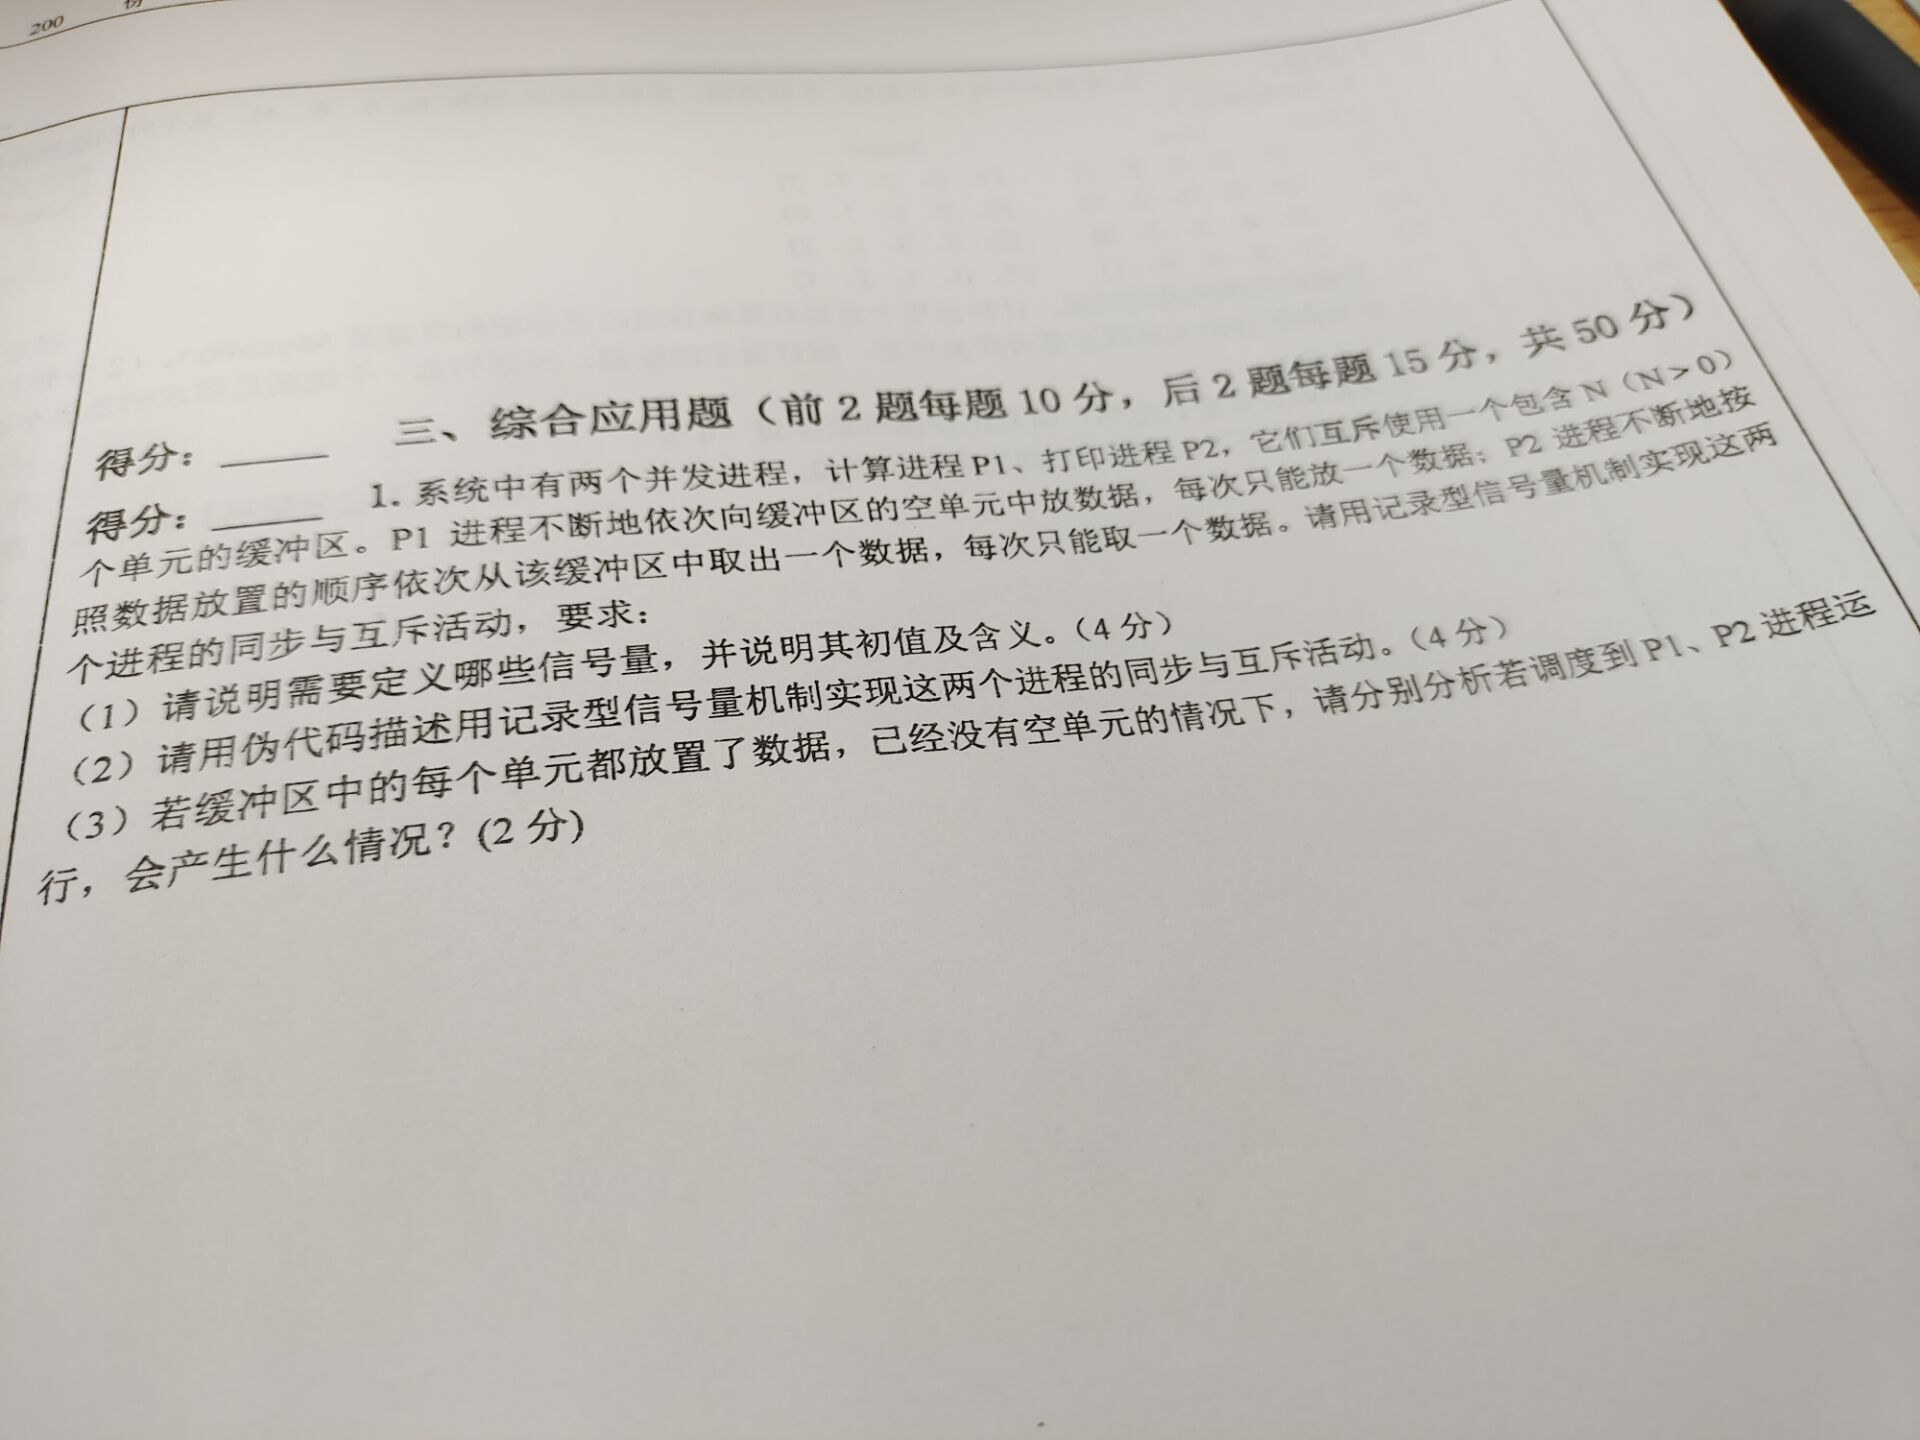 200 份
三、综合应用题（前 2 题每题 10 分，后 2 题每题 15 分，共 50 分）
得分：
得分：
1. 系统中有两个并发进程，计算进程 P1、打印进程 P2，它们互斥使用一个包含 N（N＞0）
个单元的缓冲区。P1 进程不断地依次向缓冲区的空单元中放数据，每次只能放一个数据；P2 进程不断地按
照数据放置的顺序依次从该缓冲区中取出一个数据，每次只能取一个数据。请用记录型信号量机制实现这两
个进程的同步与互斥活动，要求：
（1）请说明需要定义哪些信号量，并说明其初值及含义。（4 分）
（2）请用伪代码描述用记录型信号量机制实现这两个进程的同步与互斥活动。（4 分）
（3）若缓冲区中的每个单元都放置了数据，已经没有空单元的情况下，请分别分析若调度到 P1、P2 进程运
行，会产生什么情况？(2 分)